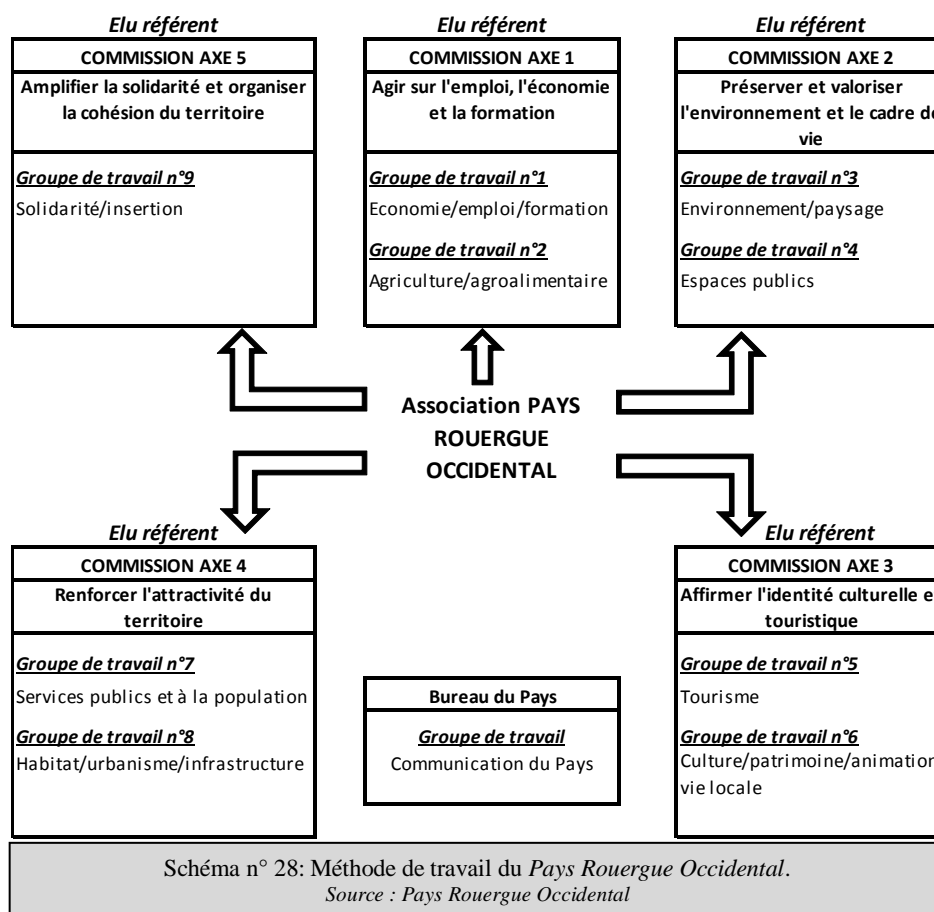 Elu référent
COMMISSION AXE 5
Amplifier la solidarité et organiser
la cohésion du territoire
Groupe de travail n°9
Solidarité/insertion
Elu référent
COMMISSION AXE 1
Agir sur l'emploi, l'économie
et la formation
Groupe de travail n°1
Economie/emploi/formation
Groupe de travail n°2
Agriculture/agroalimentaire
Elu référent
COMMISSION AXE 2
Préserver et valoriser
l'environnement et le cadre de
vie
Groupe de travail n°3
Environnement/paysage
Groupe de travail n°4
Espaces publics
Association PAYS
ROUERGUE
OCCIDENTAL
Elu référent
COMMISSION AXE 4
Renforcer l'attractivité du
territoire
Groupe de travail n°7
Services publics et à la population
Groupe de travail n°8
Habitat/urbanisme/infrastructure
Bureau du Pays
Groupe de travail
Communication du Pays
Elu référent
COMMISSION AXE 3
Affirmer l'identité culturelle e
touristique
Groupe de travail n°5
Tourisme
Groupe de travail n°6
Culture/patrimoine/animation
vie locale
Schéma n° 28: Méthode de travail du Pays Rouergue Occidental.
Source : Pays Rouergue Occidental